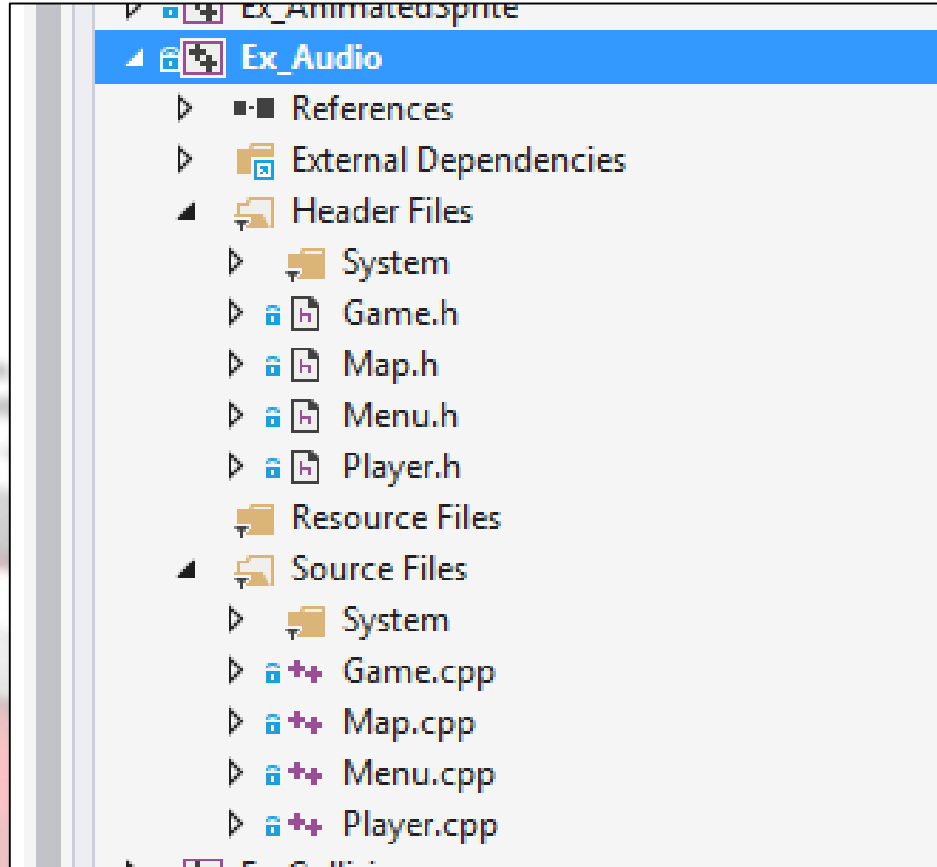 Ex_AnimatedSprite
Ex_Audio
References
External Dependencies
Header Files
System
Game.h
Map.h
Menu.h
Player.h
Resource Files
Source Files
System
Game.cpp
Map.cpp
Menu.cpp
Player.cpp